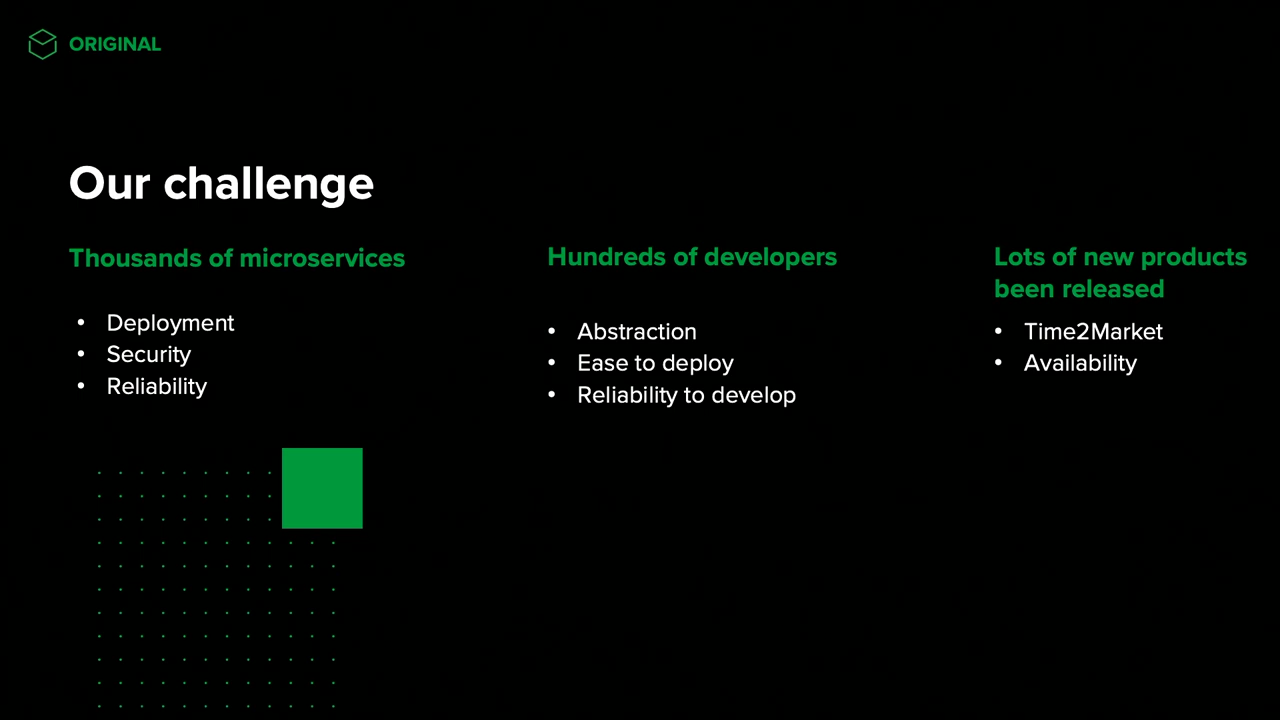 ORIGINAL
Our challenge
Thousands of microservices
• Deployment
• Security
• Reliability
Hundreds of developers
• Abstraction
• Ease to deploy
• Reliability to develop
Lots of new products
been released
• Time2Market
• Availability